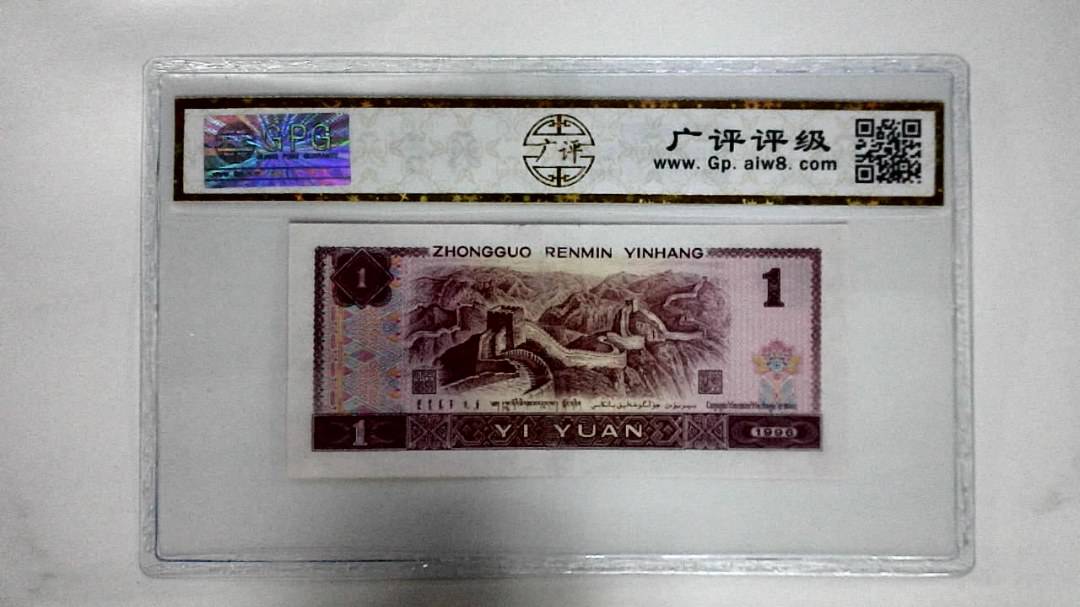 GPG
广评
广评评级
www. Gp. aiw8. com
ZHONGGUO RENMIN YINHANG
1
1
1
YI YUAN
1996